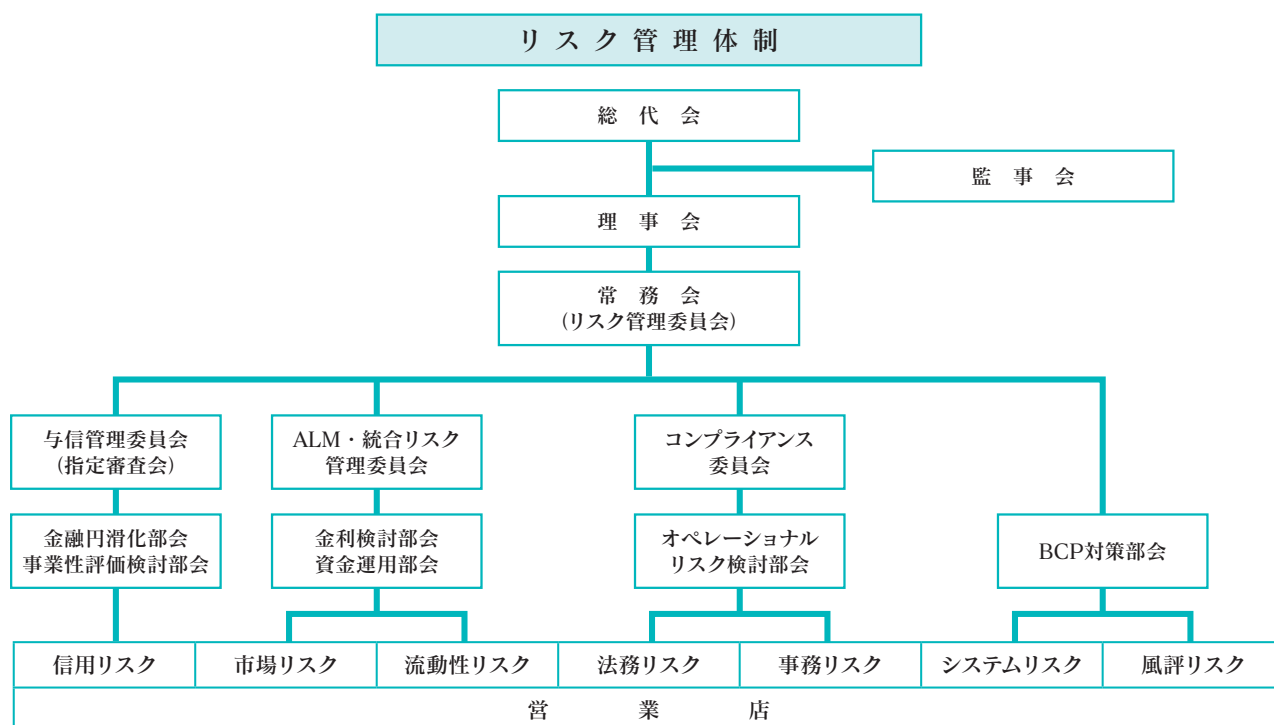 リスク管理体制
総代会
監事会
理事会
常務会
(リスク管理委員会)
与信管理委員会
(指定審査会)
ALM・統合リスク
管理委員会
コンプライアンス
委員会
金融円滑化部会
事業性評価検討部会
金利検討部会
資金運用部会
オペレーショナル
リスク検討部会
BCP対策部会
信用リスク
市場リスク
流動性リスク
法務リスク
事務リスク
システムリスク
風評リスク
営業店